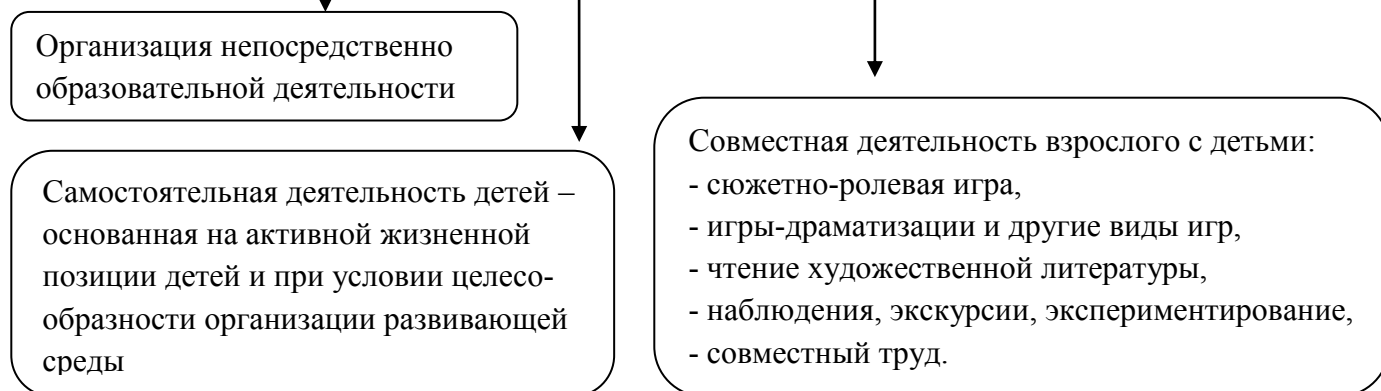 Организация непосредственно
образовательной деятельности
Самостоятельная деятельность детей –
основанная на активной жизненной
позиции детей и при условии целесо-
образности организации развивающей
среды
Совместная деятельность взрослого с детьми:
- сюжетно-ролевая игра,
- игры-драматизации и другие виды игр,
- чтение художественной литературы,
- наблюдения, экскурсии, экспериментирование,
- совместный труд.